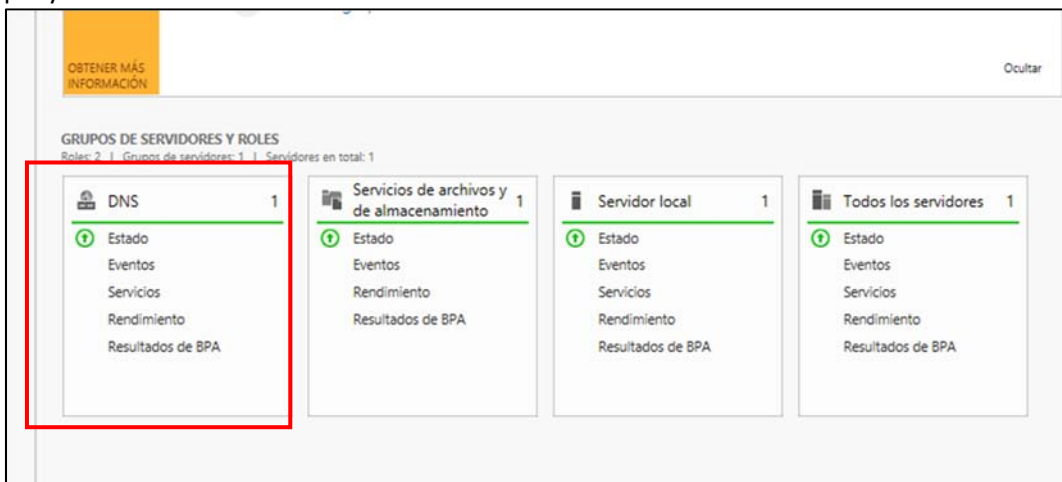 OBTENER MÁS
INFORMACIÓN
Ocultar
GRUPOS DE SERVIDORES Y ROLES
Roles: 2 | Grupos de servidores: 1 | Servidores en total: 1
DNS 1
Estado
Eventos
Servicios
Rendimiento
Resultados de BPA
Servicios de archivos y
de almacenamiento 1
Estado
Eventos
Rendimiento
Resultados de BPA
Servidor local 1
Estado
Eventos
Servicios
Rendimiento
Resultados de BPA
Todos los servidores 1
Estado
Eventos
Servicios
Rendimiento
Resultados de BPA